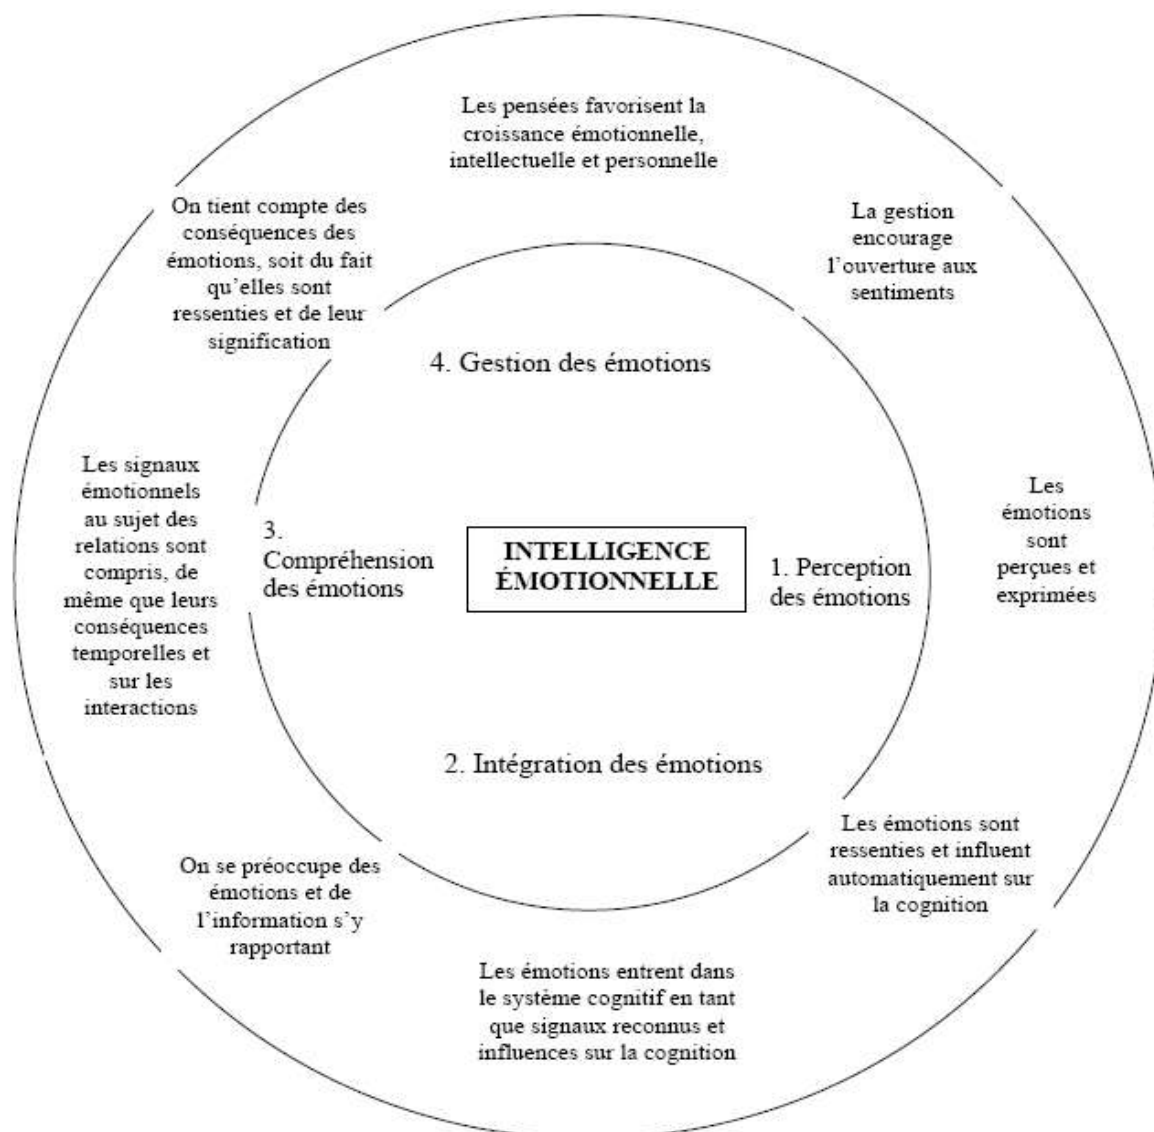 Les pensées favorisent la
croissance émotionnelle,
intellectuelle et personnelle
On tient compte des
conséquences des
émotions, soit du fait
qu’elles sont
ressenties et de leur
signification
La gestion
encourage
l’ouverture aux
sentiments
4. Gestion des émotions
Les signaux
émotionnels
au sujet des
relations sont
compris, de
même que leurs
conséquences
temporelles et
sur les
interactions
3.
Compréhension
des émotions
INTELLIGENCE
ÉMOTIONNELLE
1. Perception
des émotions
Les
émotions
sont
perçues et
exprimées
2. Intégration des émotions
Les émotions sont
ressenties et influent
automatiquement sur
la cognition
On se préoccupe des
émotions et de
l’information s’y
rapportant
Les émotions entrent dans
le système cognitif en tant
que signaux reconnus et
influences sur la cognition